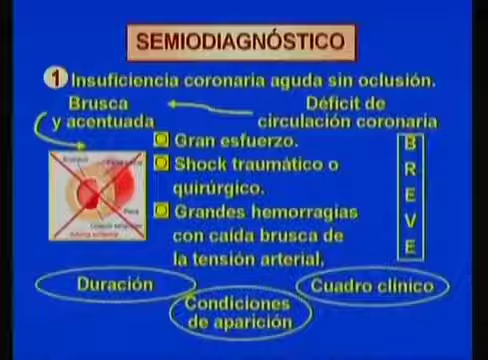 SEMIODIAGNÓSTICO
1 Insuficiencia coronaria aguda sin oclusión.
Brusca
y acentuada
Déficit de
circulación coronaria
Gran esfuerzo.
Shock traumático o
quirúrgico.
Grandes hemorragias
con caída brusca de
la tensión arterial.
B
R
E
V
E
Duración
Condiciones
de aparición
Cuadro clínico